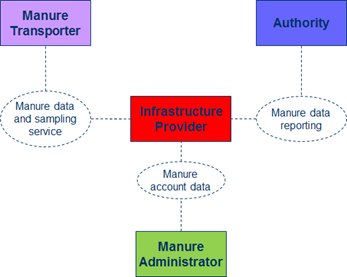 Manure
Transporter
Authority
Manure data
and sampling
service
Infrastructure
Provider
Manure data
reporting
Manure
account data
Manure
Administrator